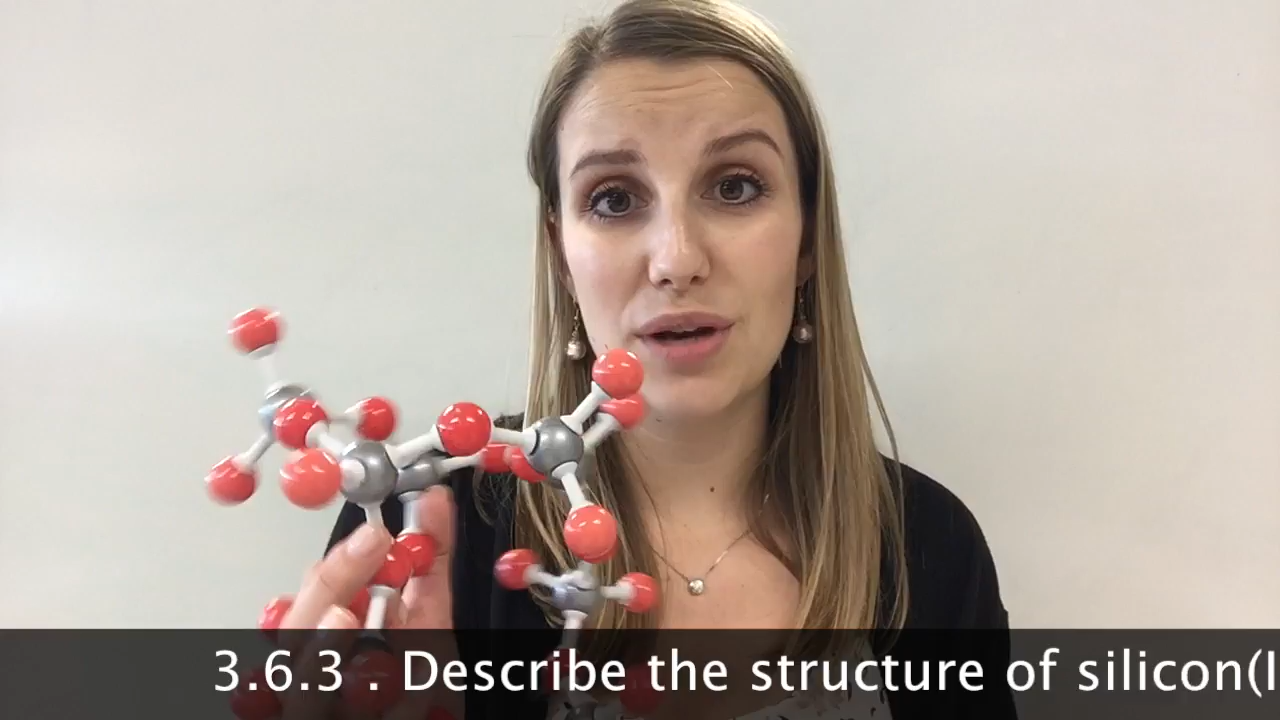 3.6.3 . Describe the structure of silicon(I